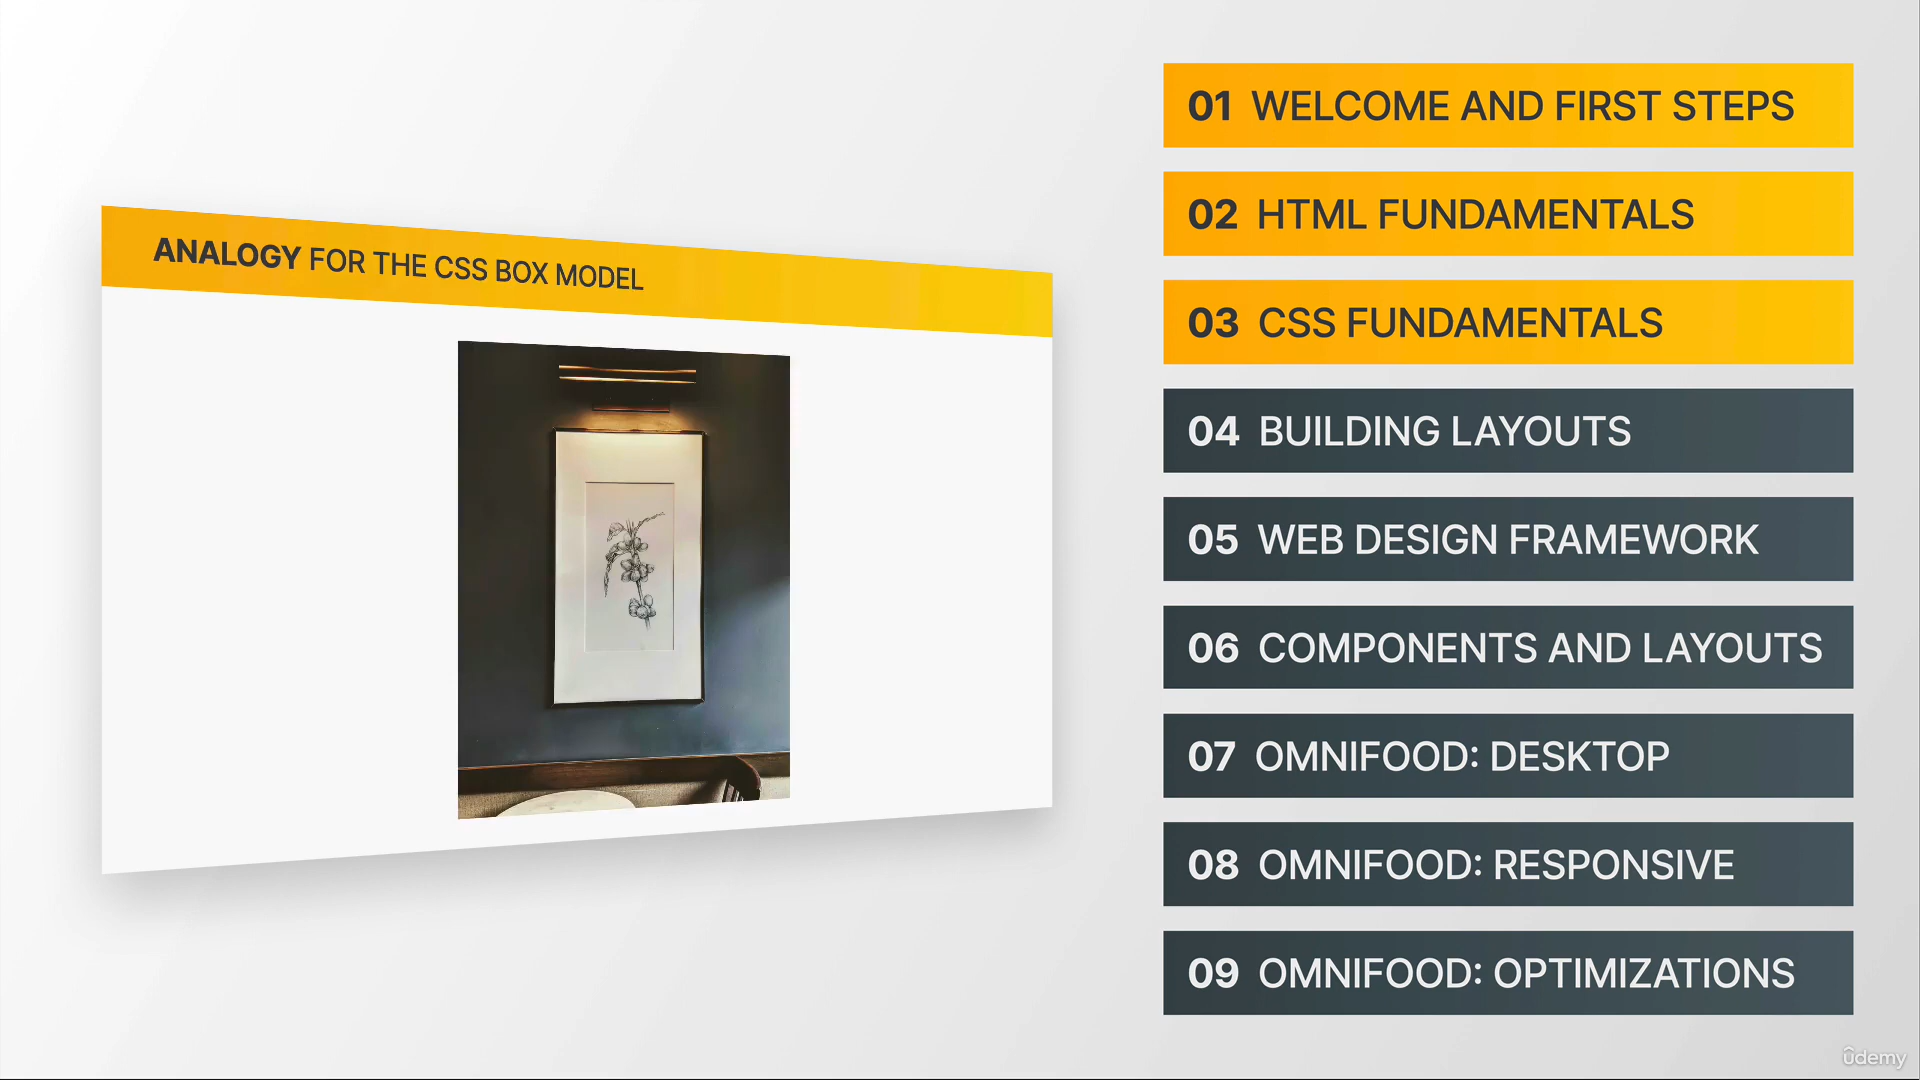 ANALOGY FOR THE CSS BOX MODEL
01 WELCOME AND FIRST STEPS
02 HTML FUNDAMENTALS
03 CSS FUNDAMENTALS
04 BUILDING LAYOUTS
05 WEB DESIGN FRAMEWORK
06 COMPONENTS AND LAYOUTS
07 OMNIFOOD: DESKTOP
08 OMNIFOOD: RESPONSIVE
09 OMNIFOOD: OPTIMIZATIONS
udemy